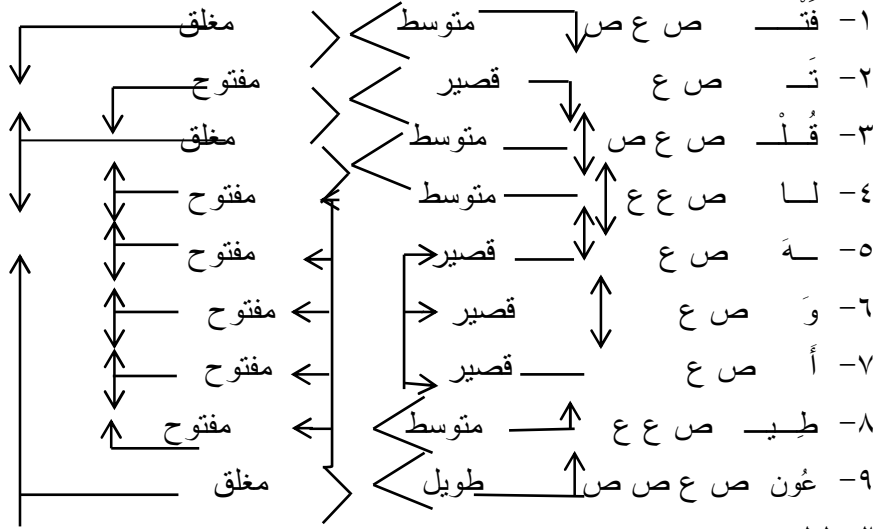 ١- فَتْـ ص ع ص متوسط مغلق
٢- تَـ ص ع قصير مفتوح
٣- قُـلْـ ص ع ص متوسط مغلق
٤- لـا ص ع ع متوسط مفتوح
٥- ـهَ ص ع قصير مفتوح
٦- وَ ص ع قصير مفتوح
٧- أَ ص ع قصير مفتوح
٨- طِـيـ ص ع ع متوسط مفتوح
٩- عُون ص ع ص ص طويل مغلق